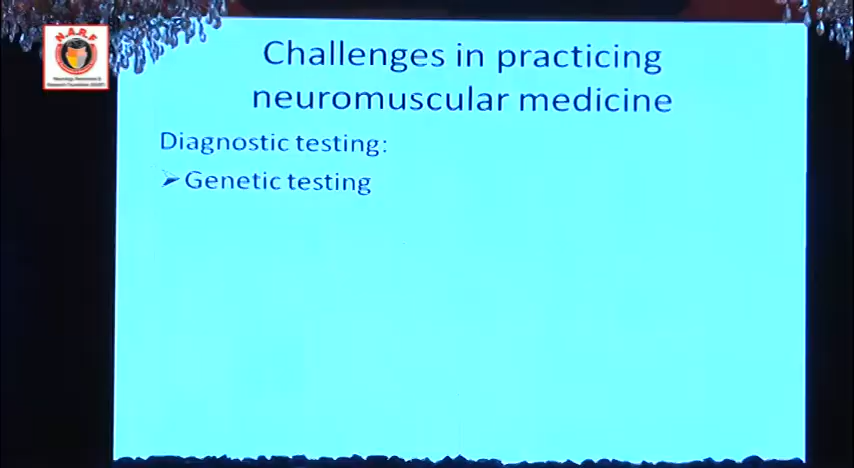 N.A.R.F
Challenges in practicing
neuromuscular medicine
Diagnostic testing:
➢Genetic testing